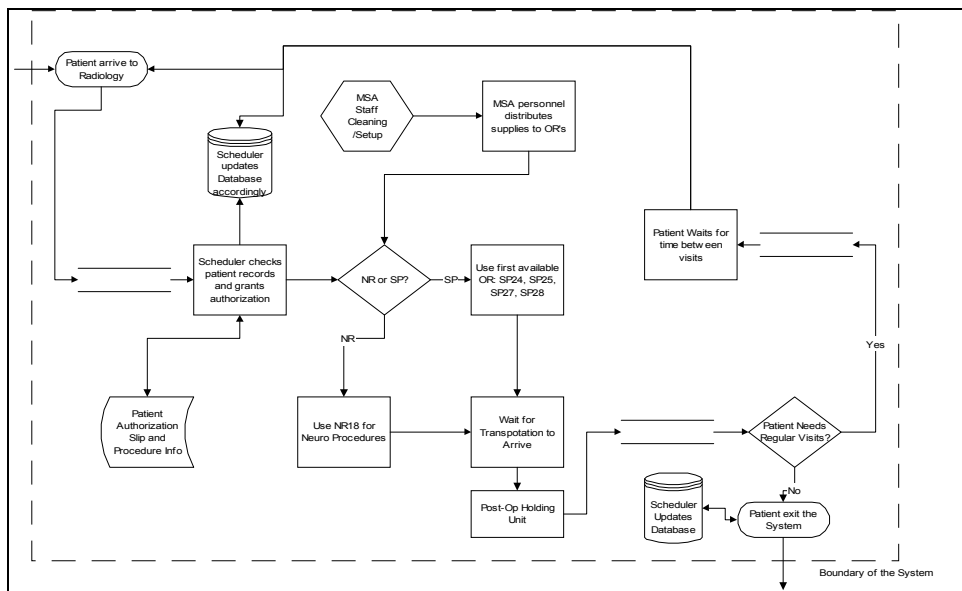 Patient arrive to
Radiology
MSA
Staff
Cleaning
/Setup
MSA personnel
distributes
supplies to OR's
Scheduler
updates
Database
accordingly
Scheduler checks
patient records
and grants
authorization
NR or SP?
SP
Use first available
OR: SP24, SP25,
SP27, SP28
Patient Waits for
time between
visits
NR
Yes
Patient
Authorization
Slip and
Procedure Info
Use NR18 for
Neuro Procedures
Wait for
Transpotation to
Arrive
Patient Needs
Regular Visits?
Post-Op Holding
Unit
Scheduler
Updates
Database
No
Patient exit the
System
Boundary of the System